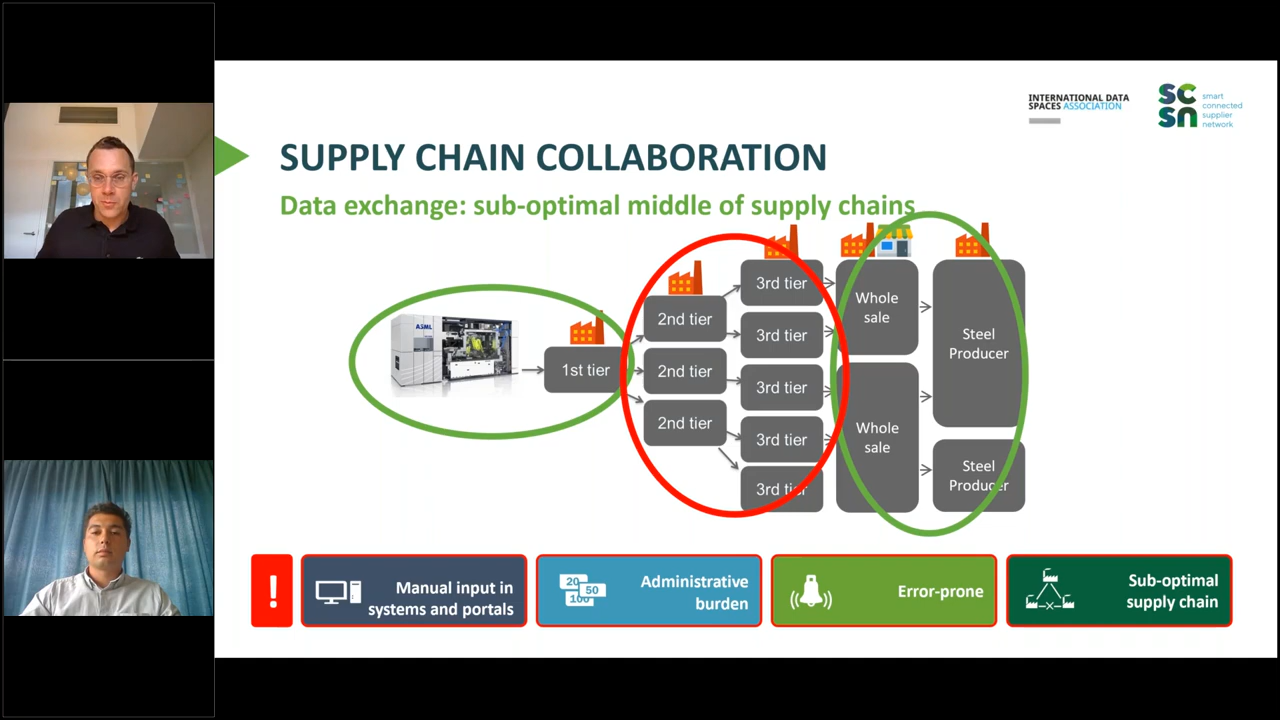 INTERNATIONAL DATA
SPACES ASSOCIATION
SC
SN
smart
connected
supplier
network
SUPPLY CHAIN COLLABORATION
Data exchange: sub-optimal middle of supply chains
ASML
1st tier
2nd tier
2nd tier
2nd tier
3rd tier
3rd tier
3rd tier
3rd tier
3rd tier
Whole
sale
Whole
sale
Steel
Producer
Steel
Producer
!
Manual input in
systems and portals
20
50
100
Administrative
burden
Error-prone
Sub-optimal
supply chain